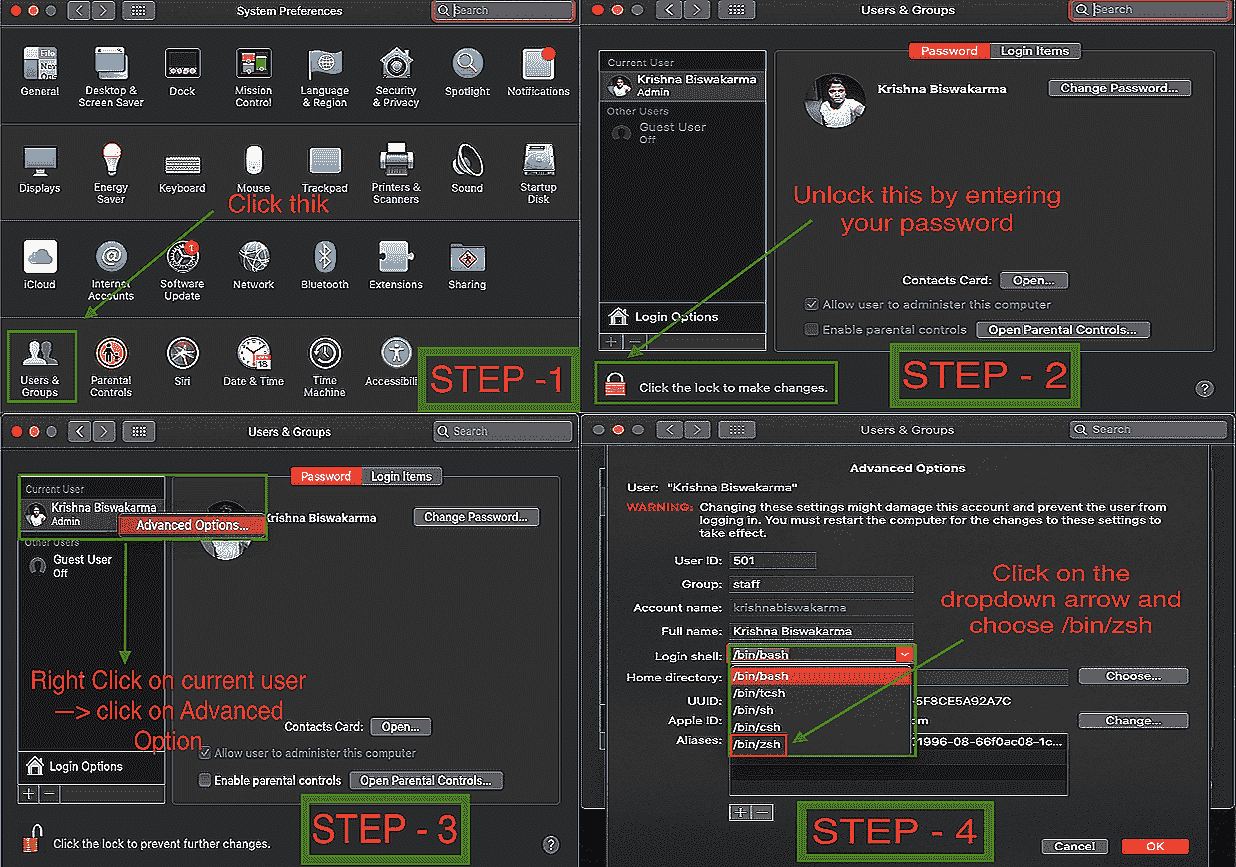 System Preferences
Search
General
Desktop &
Screen Saver
Dock
Mission
Control
Language
& Region
Security
& Privacy
Spotlight
Notifications
Displays
Energy
Saver
Keyboard
Mouse
Trackpad
Printers &
Scanners
Sound
Startup
Disk
Click thik
iCloud
Internet
Accounts
Software
Update
Network
Bluetooth
Extensions
Sharing
Users &
Groups
Parental
Controls
Siri
Date & Time
Time
Machine
Accessibili
STEP -1
Users & Groups
Search
Password
Login Items
Current User
Krishna Biswakarma
Admin
Other Users
Guest User
Off
Krishna Biswakarma
Change Password...
Unlock this by entering
your password
Contacts Card:
Open...
Allow user to administer this computer
Enable parental controls
Open Parental Controls...
Login Options
Click the lock to make changes.
STEP - 2
?
Users & Groups
Search
Password
Login Items
Current User
Krishna Biswakarma
Admin
Advanced Options...
Krishna Biswakarma
Change Password...
Other Users
Guest User
Off
Right Click on current user
—> click on Advanced
Option
Contacts Card:
Open...
Allow user to administer this computer
Enable parental controls
Open Parental Controls...
Login Options
STEP - 3
Click the lock to prevent further changes.
?
Users & Groups
Search
Advanced Options
User: "Krishna Biswakarma"
WARNING: Changing these settings might damage this account and prevent the user from
logging in. You must restart the computer for the changes to these settings to
take effect.
User ID: 501
Group: staff
Account name: krishnabiswakarma
Full name: Krishna Biswakarma
Login shell: /bin/bash
/bin/bash
/bin/tcsh
/bin/sh
/bin/csh
/bin/zsh
Click on the
dropdown arrow and
choose /bin/zsh
Home directory:
Choose...
UUID: -5F8CE5A92A7C
Apple ID: om
Change...
Aliases: 1996-08-66f0ac08-1c...
STEP - 4
Cancel
OK